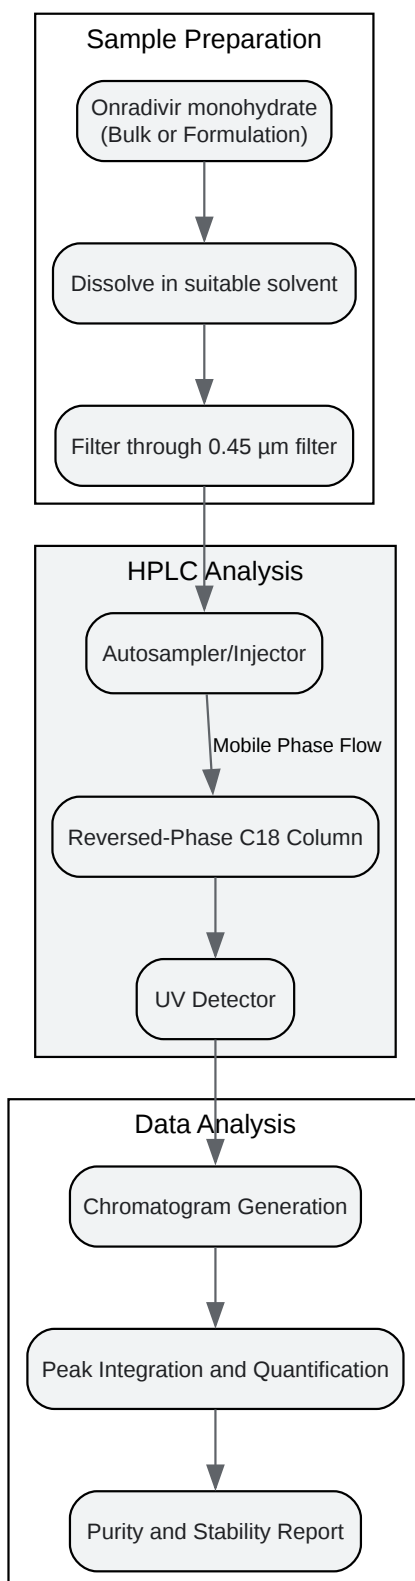 Sample Preparation
Onradivir monohydrate
(Bulk or Formulation)
Dissolve in suitable solvent
Filter through 0.45 µm filter
HPLC Analysis
Autosampler/Injector
Mobile Phase Flow
Reversed-Phase C18 Column
UV Detector
Data Analysis
Chromatogram Generation
Peak Integration and Quantification
Purity and Stability Report